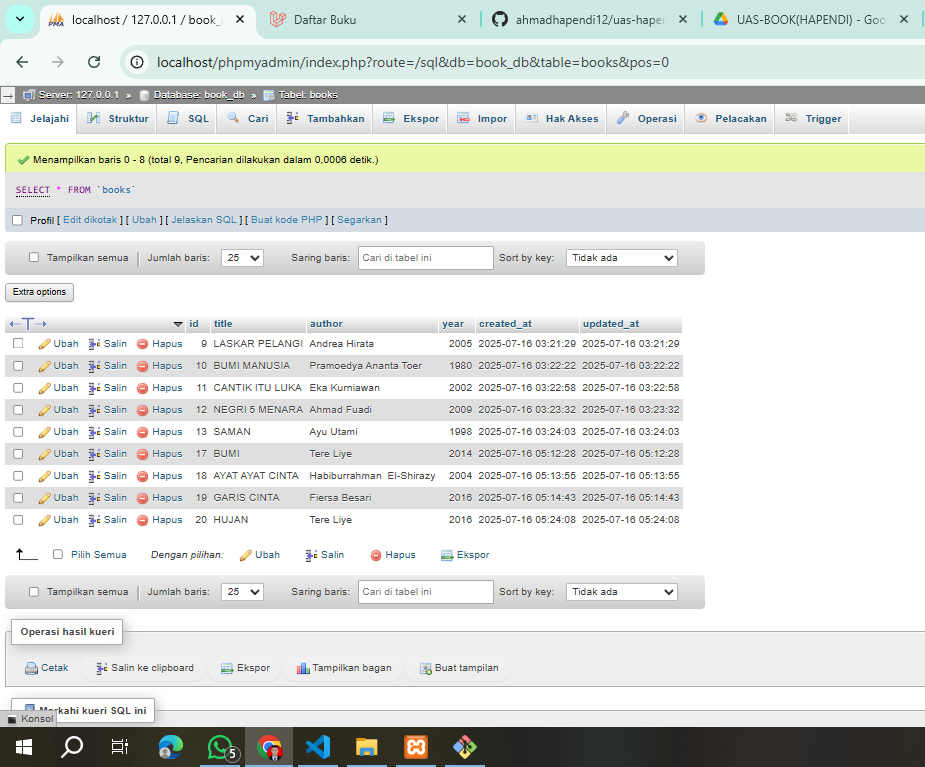 localhost / 127.0.0.1 / book_
Daftar Buku
ahmadhapendi12/uas-haper
UAS-BOOK(HAPENDI) - Goo
localhost/phpmyadmin/index.php?route=/sql&db=book_db&table=books&pos=0
Server: 127.0.0.1 » Database: book_db » Tabel: books
Jelajahi Struktur SQL Cari Tambahkan Ekspor Impor Hak Akses Operasi Pelacakan Trigger
Menampilkan baris 0 - 8 (total 9, Pencarian dilakukan dalam 0,0006 detik.)
SELECT * FROM `books`
Profil [ Edit dikotak ] [ Ubah ] [ Jelaskan SQL ] [ Buat kode PHP ] [ Segarkan ]
Tampilkan semua | Jumlah baris: 25 Saring baris: Cari di tabel ini Sort by key: Tidak ada
Extra options
←T→ id title author year created_at updated_at
Ubah Salin Hapus 9 LASKAR PELANGI Andrea Hirata 2005 2025-07-16 03:21:29 2025-07-16 03:21:29
Ubah Salin Hapus 10 BUMI MANUSIA Pramoedya Ananta Toer 1980 2025-07-16 03:22:22 2025-07-16 03:22:22
Ubah Salin Hapus 11 CANTIK ITU LUKA Eka Kurniawan 2002 2025-07-16 03:22:58 2025-07-16 03:22:58
Ubah Salin Hapus 12 NEGRI 5 MENARA Ahmad Fuadi 2009 2025-07-16 03:23:32 2025-07-16 03:23:32
Ubah Salin Hapus 13 SAMAN Ayu Utami 1998 2025-07-16 03:24:03 2025-07-16 03:24:03
Ubah Salin Hapus 17 BUMI Tere Liye 2014 2025-07-16 05:12:28 2025-07-16 05:12:28
Ubah Salin Hapus 18 AYAT AYAT CINTA Habiburrahman El-Shirazy 2004 2025-07-16 05:13:55 2025-07-16 05:13:55
Ubah Salin Hapus 19 GARIS CINTA Fiersa Besari 2016 2025-07-16 05:14:43 2025-07-16 05:14:43
Ubah Salin Hapus 20 HUJAN Tere Liye 2016 2025-07-16 05:24:08 2025-07-16 05:24:08
Pilih Semua Dengan pilihan: Ubah Salin Hapus Ekspor
Tampilkan semua | Jumlah baris: 25 Saring baris: Cari di tabel ini Sort by key: Tidak ada
Operasi hasil kueri
Cetak Salin ke clipboard Ekspor Tampilkan bagan Buat tampilan
Markahi kueri SQL ini
Konsol
5